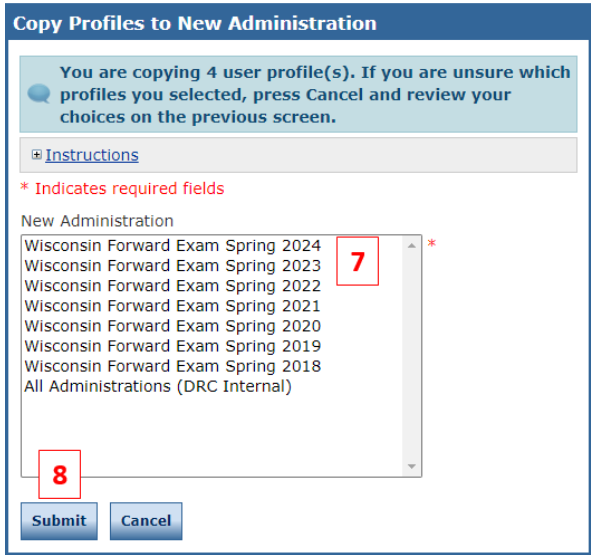 Copy Profiles to New Administration
You are copying 4 user profile(s). If you are unsure which
profiles you selected, press Cancel and review your
choices on the previous screen.
Instructions
* Indicates required fields
New Administration
Wisconsin Forward Exam Spring 2024
7
*
Wisconsin Forward Exam Spring 2023
Wisconsin Forward Exam Spring 2022
Wisconsin Forward Exam Spring 2021
Wisconsin Forward Exam Spring 2020
Wisconsin Forward Exam Spring 2019
Wisconsin Forward Exam Spring 2018
All Administrations (DRC Internal)
8
Submit Cancel